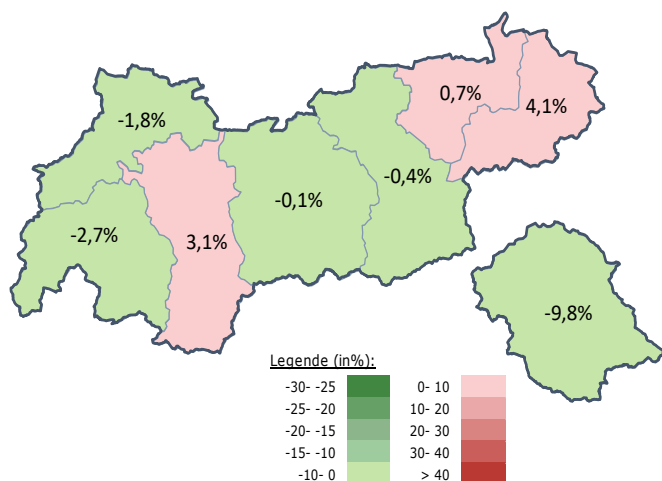 0,7%
4,1%
-1,8%
-0,4%
-0,1%
-2,7%
3,1%
-9,8%
Legende (in%):
-30- -25 0- 10
-25- -20 10- 20
-20- -15 20- 30
-15- -10 30- 40
-10- 0 > 40